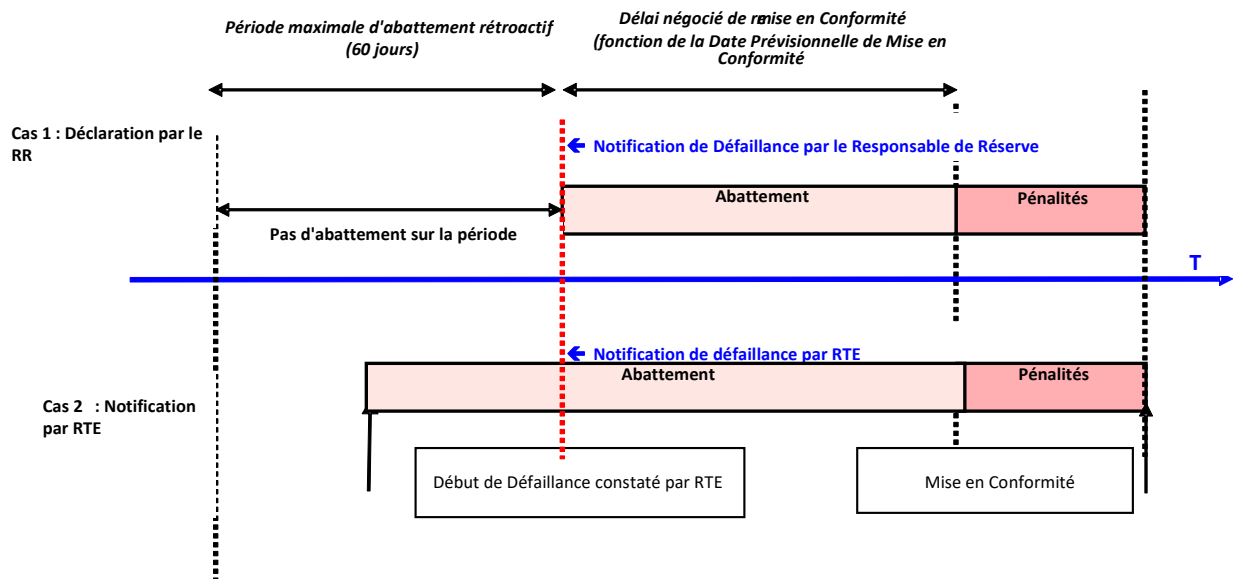 Période maximale d'abattement rétroactif
(60 jours)
Délai négocié de remise en Conformité
(fonction de la Date Prévisionnelle de Mise en
Conformité
Cas 1 : Déclaration par le
RR
Notification de Défaillance par le Responsable de Réserve
Abattement
Pénalités
Pas d'abattement sur la période
T
Notification de défaillance par RTE
Abattement
Pénalités
Cas 2 : Notification
par RTE
Début de Défaillance constaté par RTE
Mise en Conformité